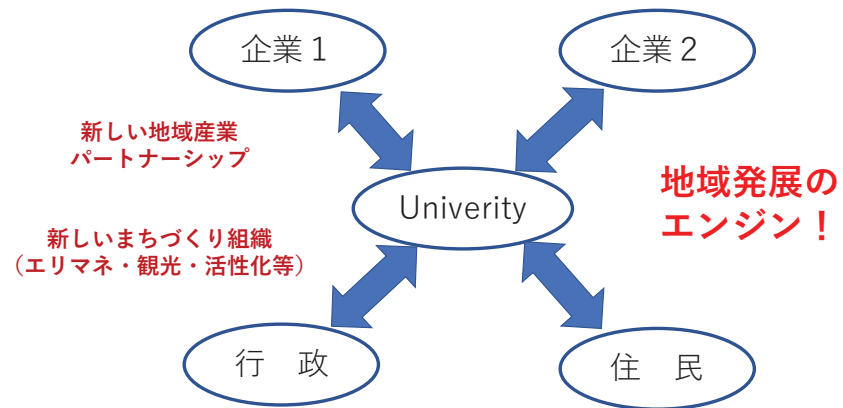 企業１
企業２
新しい地域産業
パートナーシップ
地域発展の
エンジン！
Univerity
新しいまちづくり組織
（エリマネ・観光・活性化等）
行　政
住　民